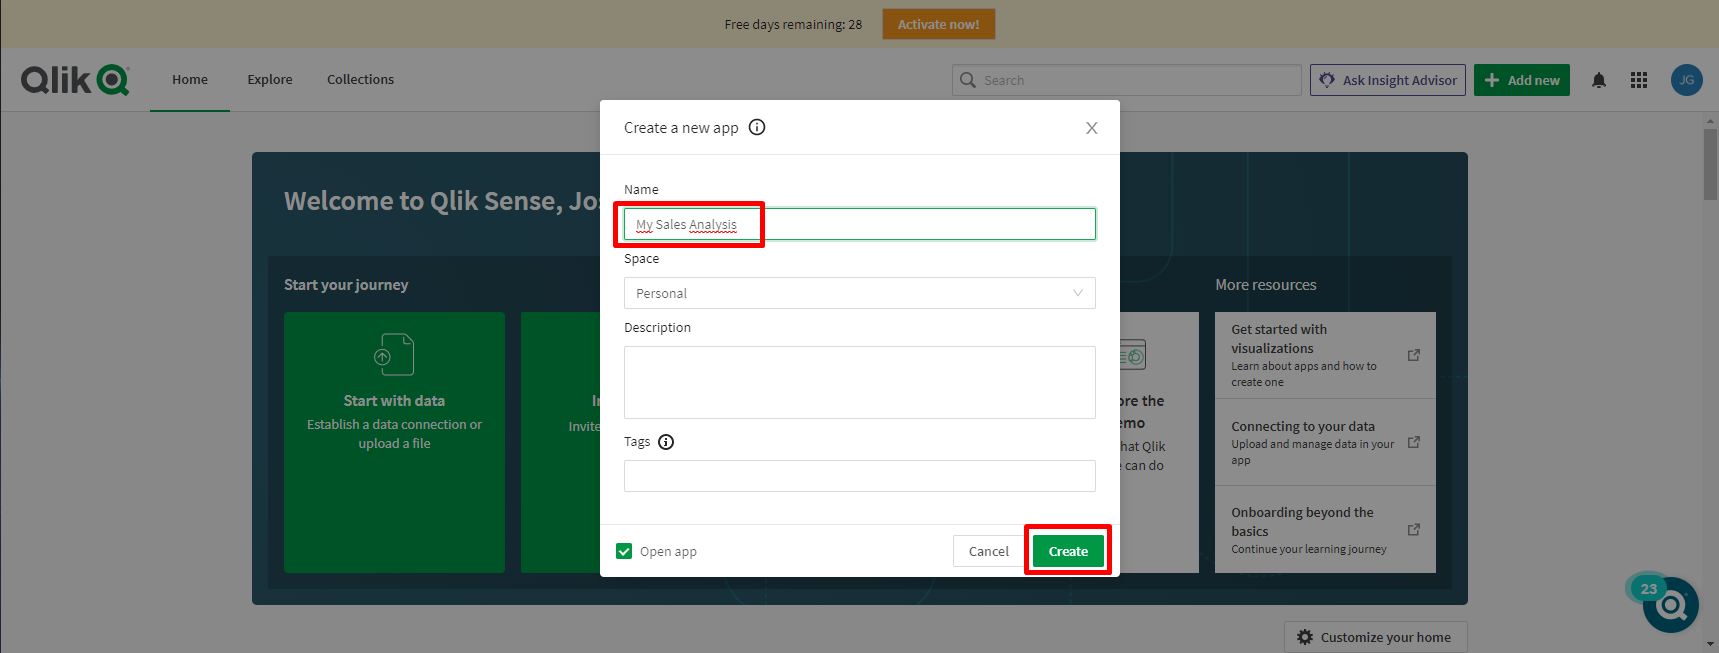 Free days remaining: 28
Activate now!
Qlik
Home
Explore
Collections
Search
Ask Insight Advisor
Add new
JG
Create a new app
X
Name
My Sales Analysis
Space
Personal
Description
Tags
Open app
Cancel
Create
Welcome to Qlik Sense, Jos
Start your journey
Start with data
Establish a data connection or
upload a file
Invite
ore the
emo
hat Qlik
can do
More resources
Get started with
visualizations
Learn about apps and how to
create one
Connecting to your data
Upload and manage data in your
app
Onboarding beyond the
basics
Continue your learning journey
23
Customize your home